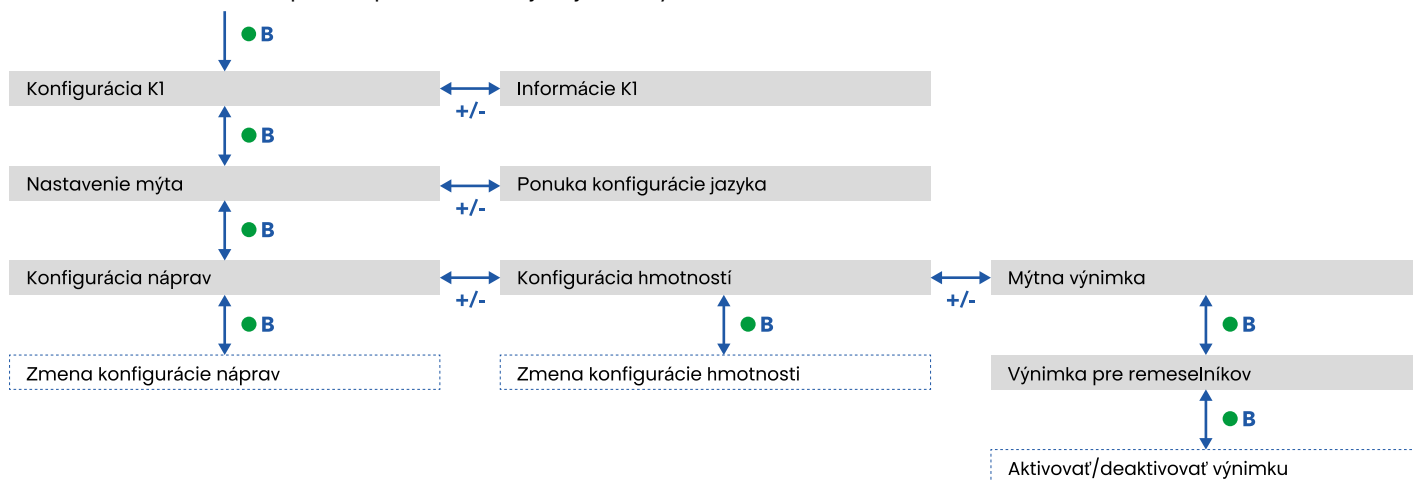 B
Konfigurácia K1
Informácie K1
+/-
B
Nastavenie mýta
Ponuka konfigurácie jazyka
+/-
B
Konfigurácia náprav
Konfigurácia hmotností
Mýtna výnimka
+/-
+/-
B
B
B
Zmena konfigurácie náprav
Zmena konfigurácie hmotnosti
Výnimka pre remeselníkov
B
Aktivovať/deaktivovať výnimku